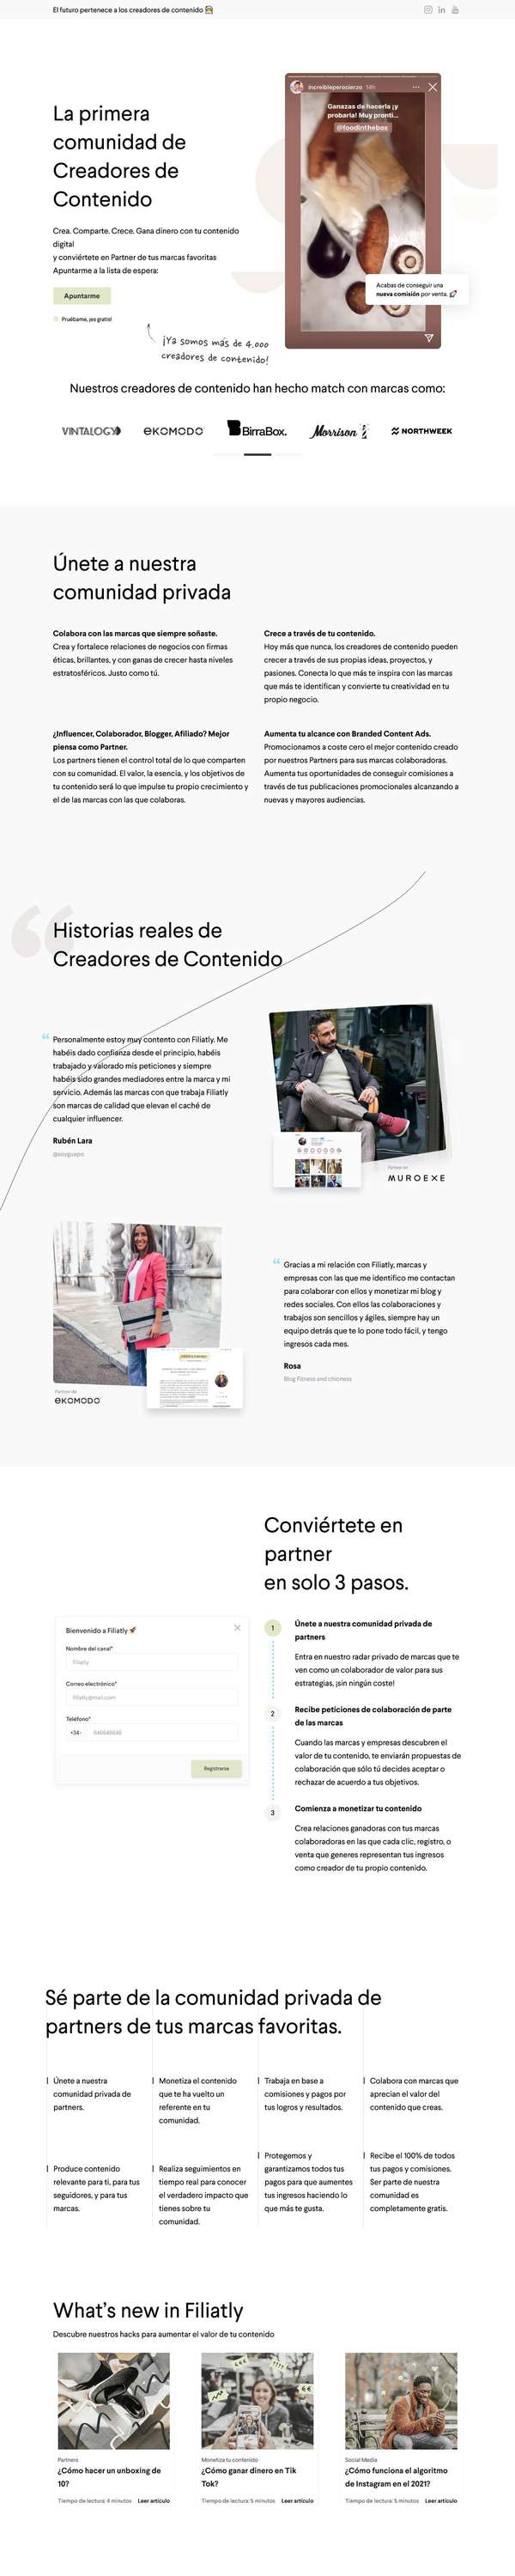 El futuro pertenece a los creadores de contenido
La primera
comunidad de
Creadores de
Contenido
Crea. Comparte. Crece. Gana dinero con tu contenido
digital
y conviértete en Partner de tus marcas favoritas
Apuntarme a la lista de espera:
Apuntarme
Pruébame, ¡es gratis!
¡Ya somos más de 4.000
creadores de contenido!
increibleperocierzo 14h
Ganazas de hacerla ¡y
probarla! Muy pronti...
@foodinthebox
Acabas de conseguir una
nueva comisión por venta.
Nuestros creadores de contenido han hecho match con marcas como:
VINTALOGY
EKOMODO
BirraBox.
Morrison
NORTHWEEK
Únete a nuestra
comunidad privada
Colabora con las marcas que siempre soñaste.
Crea y fortalece relaciones de negocios con firmas
éticas, brillantes, y con ganas de crecer hasta niveles
estratosféricos. Justo como tú.
Crece a través de tu contenido.
Hoy más que nunca, los creadores de contenido pueden
crecer a través de sus propias ideas, proyectos, y
pasiones. Conecta lo que más te inspira con las marcas
que más te identifican y convierte tu creatividad en tu
propio negocio.
¿Influencer, Colaborador, Blogger, Afiliado? Mejor
piensa como Partner.
Los partners tienen el control total de lo que comparten
con su comunidad. El valor, la esencia, y los objetivos de
tu contenido será lo que impulse tu propio crecimiento y
el de las marcas con las que colaboras.
Aumenta tu alcance con Branded Content Ads.
Promocionamos a coste cero el mejor contenido creado
por nuestros Partners para sus marcas colaboradoras.
Aumenta tus oportunidades de conseguir comisiones a
través de tus publicaciones promocionales alcanzando a
nuevas y mayores audiencias.
Historias reales de
Creadores de Contenido
Personalmente estoy muy contento con Filiatly. Me
habéis dado confianza desde el principio, habéis
trabajado y valorado mis peticiones y siempre
habéis sido grandes mediadores entre la marca y mi
servicio. Además las marcas con que trabaja Filiatly
son marcas de calidad que elevan el caché de
cualquier influencer.
Rubén Lara
@soyguapo
Partner de
MUROEXE
Partner de
EKOMODO
Gracias a mi relación con Filiatly, marcas y
empresas con las que me identifico me contactan
para colaborar con ellos y monetizar mi blog y
redes sociales. Con ellos las colaboraciones y
trabajos son sencillos y ágiles, siempre hay un
equipo detrás que te lo pone todo fácil, y tengo
ingresos cada mes.
Rosa
Blog Fitness and chicness
Conviértete en
partner
en solo 3 pasos.
Bienvenido a Filiatly
Nombre del canal*
Filiatly
Correo electrónico*
filiatly@mail.com
Teléfono*
+34
Registrarse
1
Únete a nuestra comunidad privada de
partners
Entra en nuestro radar privado de marcas que te
ven como un colaborador de valor para sus
estrategias, ¡sin ningún coste!
2
Recibe peticiones de colaboración de parte
de las marcas
Cuando las marcas y empresas descubren el
valor de tu contenido, te enviarán propuestas de
colaboración que sólo tú decides aceptar o
rechazar de acuerdo a tus objetivos.
3
Comienza a monetizar tu contenido
Crea relaciones ganadoras con tus marcas
colaboradoras en las que cada clic, registro, o
venta que generes representan tus ingresos
como creador de tu propio contenido.
Sé parte de la comunidad privada de
partners de tus marcas favoritas.
Únete a nuestra
comunidad privada de
partners.
Monetiza el contenido
que te ha vuelto un
referente en tu
comunidad.
Trabaja en base a
comisiones y pagos por
tus logros y resultados.
Colabora con marcas que
aprecian el valor del
contenido que creas.
Produce contenido
relevante para ti, para tus
seguidores, y para tus
marcas.
Realiza seguimientos en
tiempo real para conocer
el verdadero impacto que
tienes sobre tu
comunidad.
Protegemos y
garantizamos todos tus
pagos para que aumentes
tus ingresos haciendo lo
que más te gusta.
Recibe el 100% de todos
tus pagos y comisiones.
Ser parte de nuestra
comunidad es
completamente gratis.
What's new in Filiatly
Descubre nuestros hacks para aumentar el valor de tu contenido
Partners
¿Cómo hacer un unboxing de
10?
Tiempo de lectura: 4 minutos Leer artículo
Monetiza tu contenido
¿Cómo ganar dinero en Tik
Tok?
Tiempo de lectura: 5 minutos Leer artículo
Social Media
¿Cómo funciona el algoritmo
de Instagram en el 2021?
Tiempo de lectura: 5 minutos Leer artículo